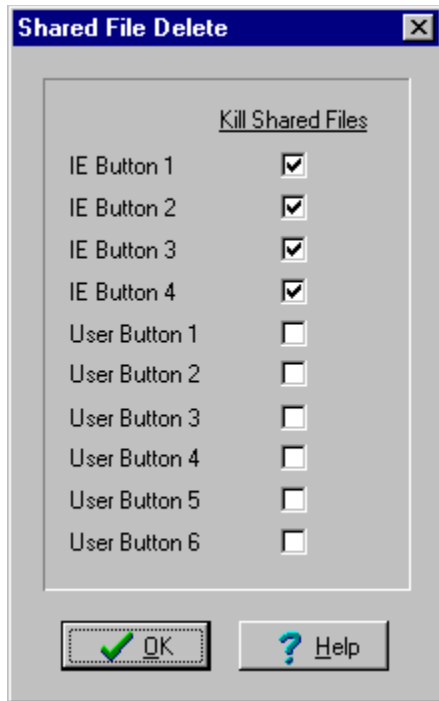 Shared File Delete
Kill Shared Files
IE Button 1
IE Button 2
IE Button 3
IE Button 4
User Button 1
User Button 2
User Button 3
User Button 4
User Button 5
User Button 6
OK Help